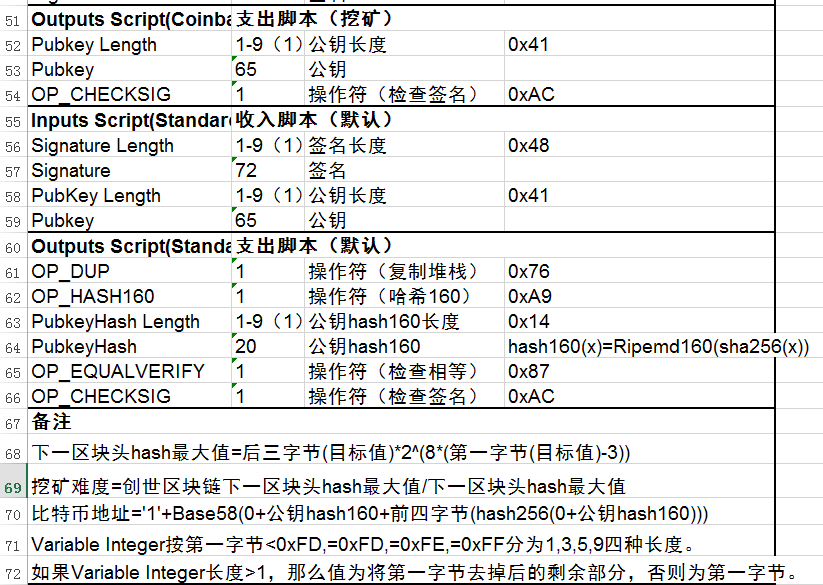 51 Outputs Script(Coinba 支出脚本（挖矿）
52 Pubkey Length 1-9（1） 公钥长度 0x41
53 Pubkey 65 公钥
54 OP_CHECKSIG 1 操作符（检查签名） 0xAC
55 Inputs Script(Standar 收入脚本（默认）
56 Signature Length 1-9（1） 签名长度 0x48
57 Signature 72 签名
58 PubKey Length 1-9（1） 公钥长度 0x41
59 Pubkey 65 公钥
60 Outputs Script(Standa 支出脚本（默认）
61 OP_DUP 1 操作符（复制堆栈） 0x76
62 OP_HASH160 1 操作符（哈希160） 0xA9
63 PubkeyHash Length 1-9（1） 公钥hash160长度 0x14
64 PubkeyHash 20 公钥hash160 hash160(x)=Ripemd160(sha256(x))
65 OP_EQUALVERIFY 1 操作符（检查相等） 0x87
66 OP_CHECKSIG 1 操作符（检查签名） 0xAC
67 备注
68 下一区块头hash最大值=后三字节(目标值)*2^(8*(第一字节(目标值)-3))
69 挖矿难度=创世区块链下一区块头hash最大值/下一区块头hash最大值
70 比特币地址='1'+Base58(0+公钥hash160+前四字节(hash256(0+公钥hash160)))
71 Variable Integer按第一字节<0xFD,=0xFD,=0xFE,=0xFF分为1,3,5,9四种长度。
72 如果Variable Integer长度>1，那么值为将第一字节去掉后的剩余部分，否则为第一字节。